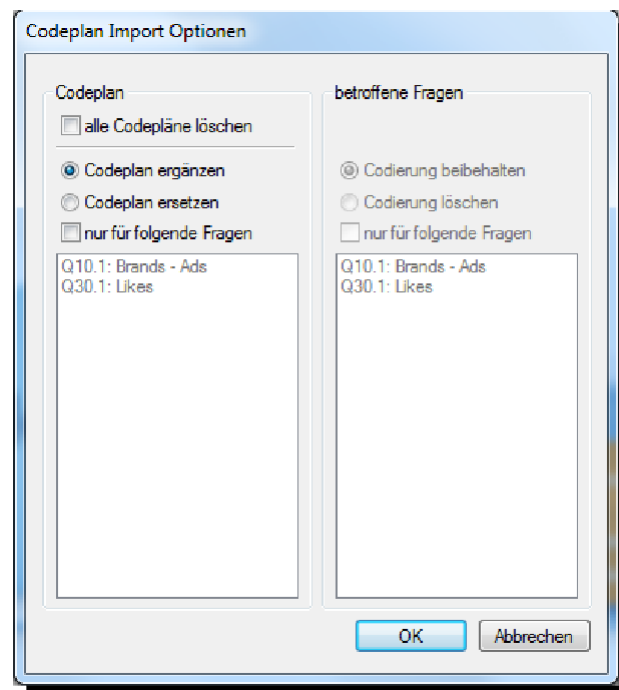 Codeplan Import Optionen
Codeplan
alle Codepläne löschen
Codeplan ergänzen
Codeplan ersetzen
nur für folgende Fragen
Q10.1: Brands - Ads
Q30.1: Likes
betroffene Fragen
Codierung beibehalten
Codierung löschen
nur für folgende Fragen
Q10.1: Brands - Ads
Q30.1: Likes
OK
Abbrechen